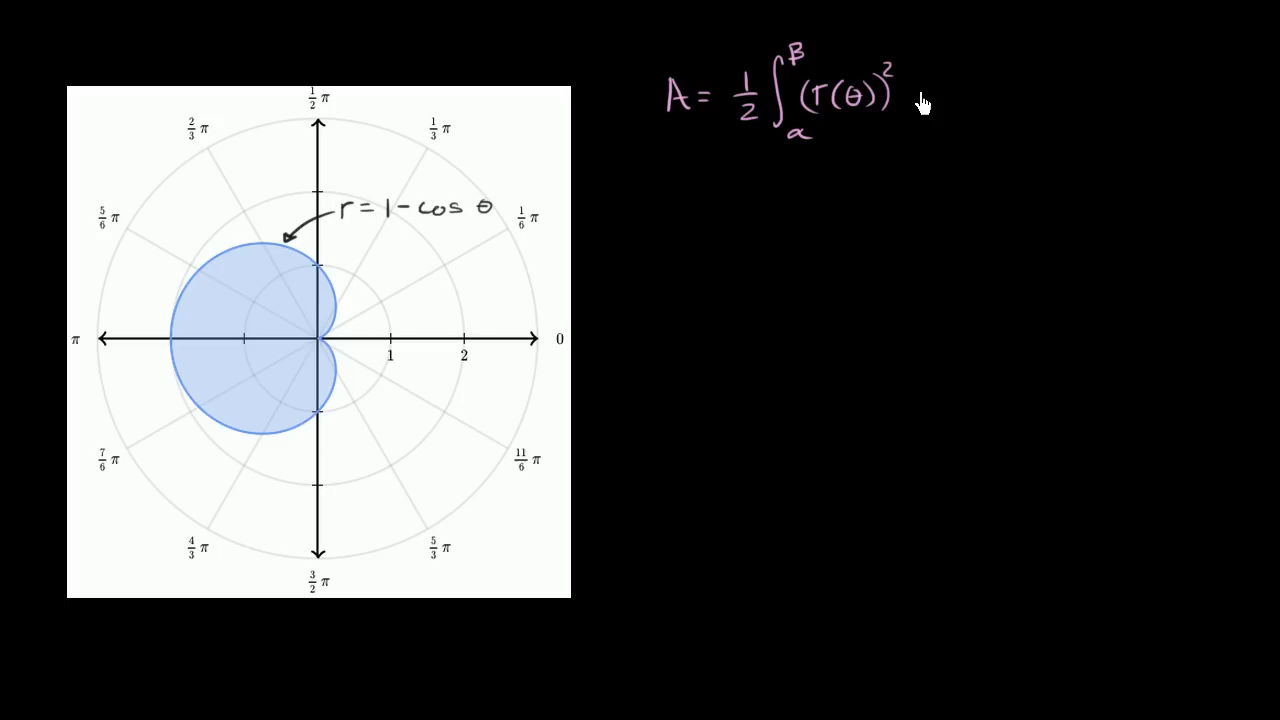 A = 1/2 ∫_α^β (r(θ))²
1/2 π
2/3 π
1/3 π
5/6 π
r = 1 - cos θ
1/6 π
π
0
1
2
7/6 π
11/6 π
4/3 π
5/3 π
3/2 π